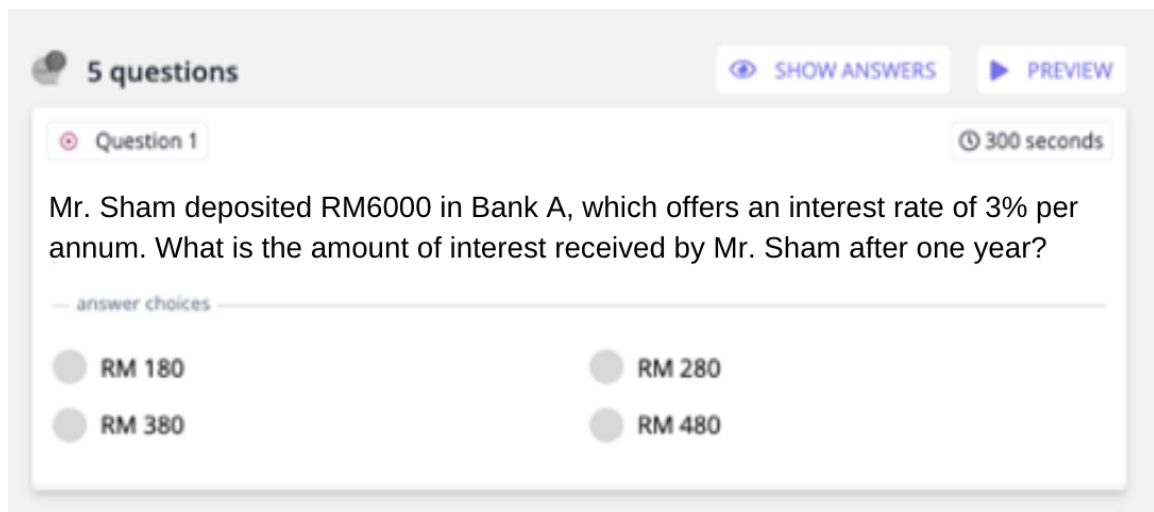 5 questions
SHOW ANSWERS
PREVIEW
Question 1
300 seconds
Mr. Sham deposited RM6000 in Bank A, which offers an interest rate of 3% per
annum. What is the amount of interest received by Mr. Sham after one year?
answer choices
RM 180
RM 280
RM 380
RM 480